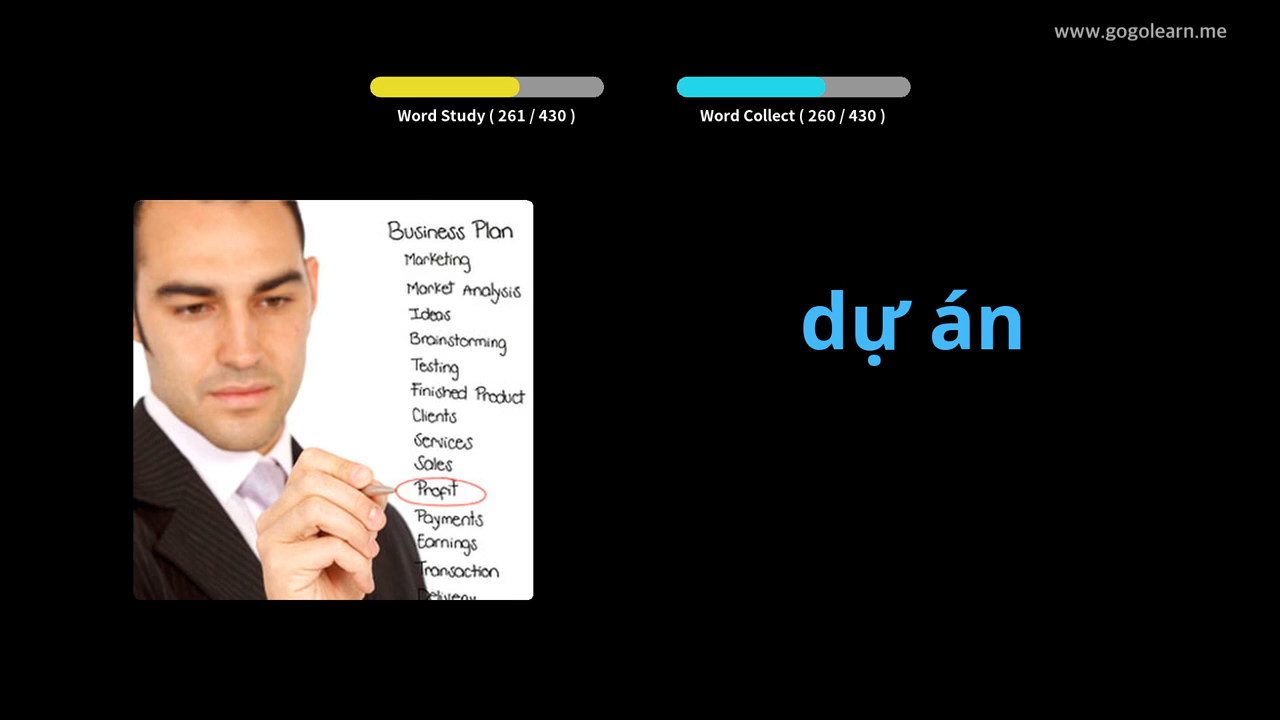 www.gogolearn.me
Word Study ( 261 / 430 )
Word Collect ( 260 / 430 )
Business Plan
Marketing
Market Analysis
Ideas
Brainstorming
Testing
Finished Product
Clients
Services
Sales
Profit
Payments
Earnings
Transaction
Delivery
dự án